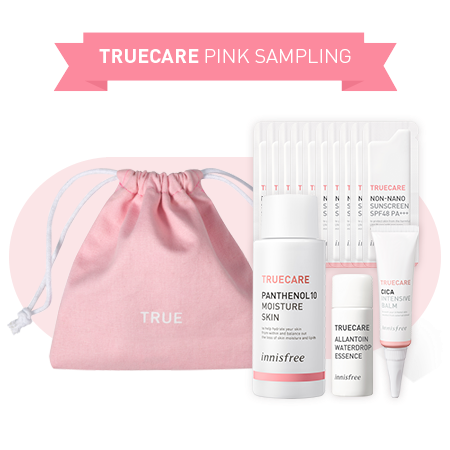 TRUECARE PINK SAMPLING
TRUE
TRUECARE
NON-NANO
SUNSCREEN
SPF48 PA+++
TRUECARE
PANTHENOL10
MOISTURE
SKIN
innisfree
TRUECARE
ALLANTOIN
WATERDROP
ESSENCE
innisfree
TRUECARE
CICA
INTENSIVE
BALM
innisfree